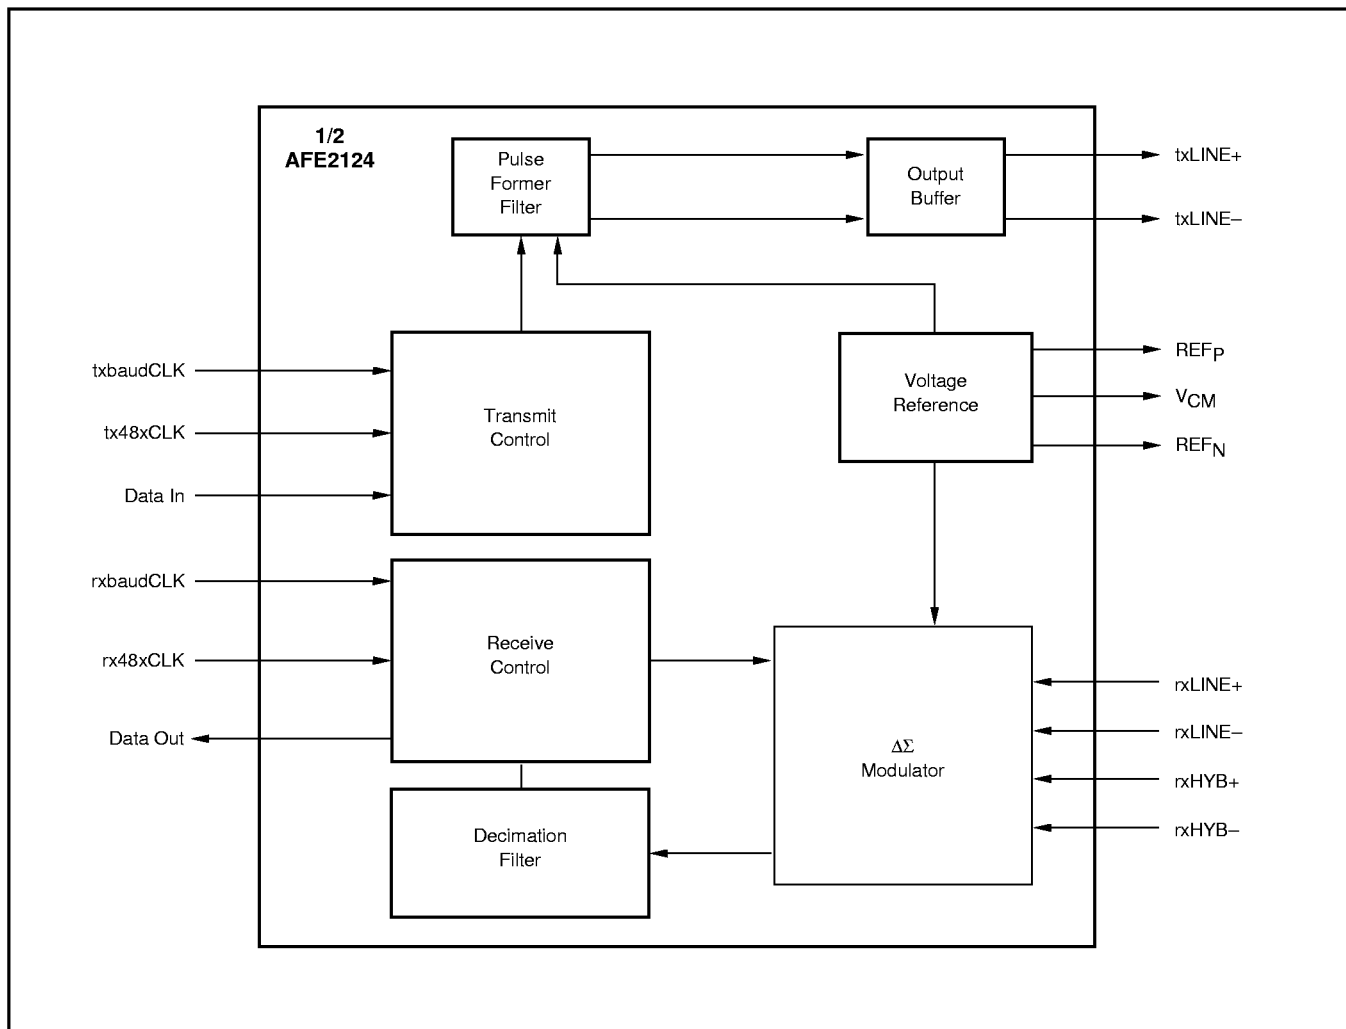 1/2
AFE2124
Pulse
Former
Filter
Output
Buffer
txLINE+
txLINE–
txbaudCLK
tx48xCLK
Data In
Transmit
Control
Voltage
Reference
REFP
VCM
REFN
rxbaudCLK
rx48xCLK
Data Out
Receive
Control
ΔΣ
Modulator
rxLINE+
rxLINE–
rxHYB+
rxHYB–
Decimation
Filter